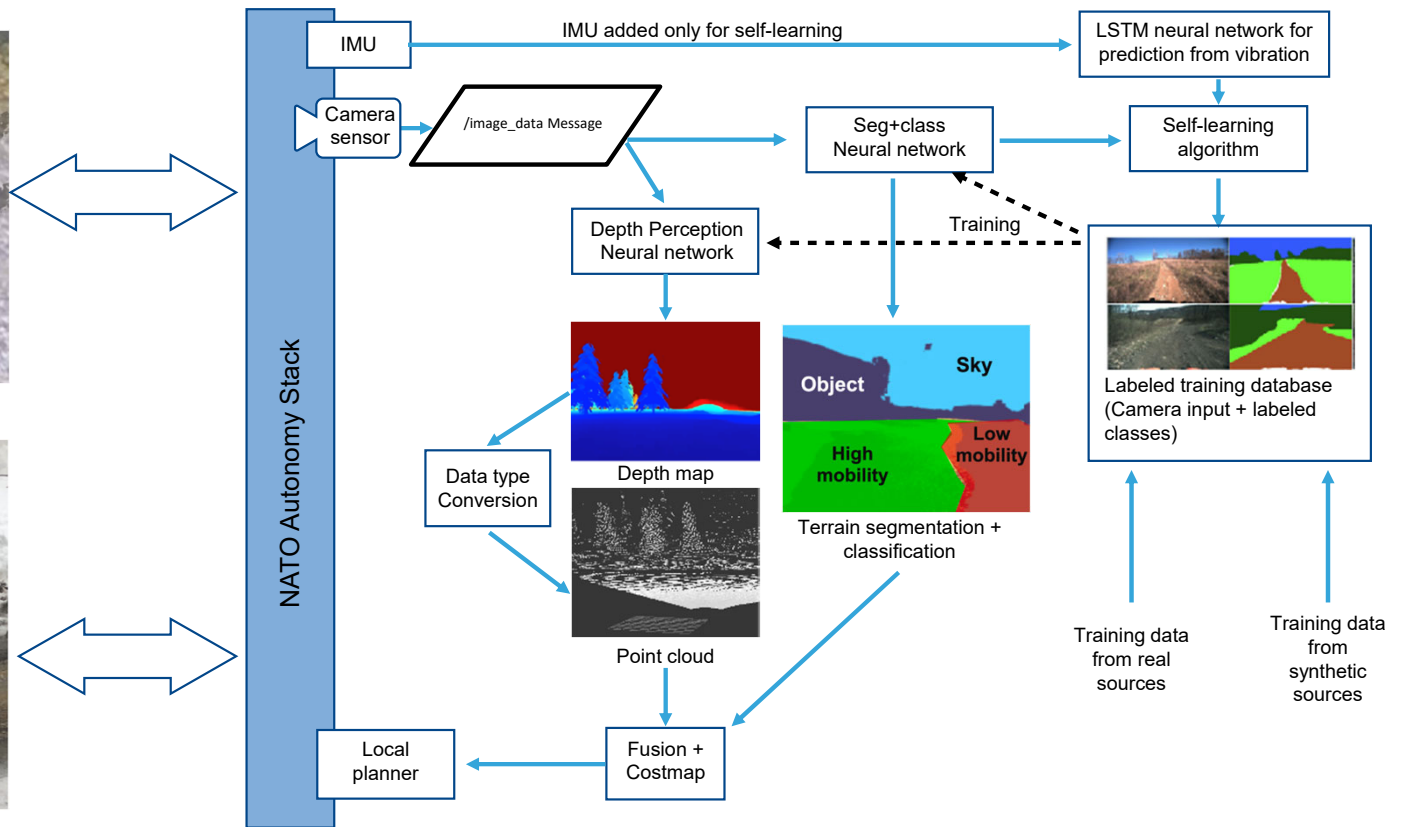 IMU
IMU added only for self-learning
LSTM neural network for
prediction from vibration
Camera
sensor
/image_data Message
Seg+class
Neural network
Self-learning
algorithm
Depth Perception
Neural network
Training
NATO Autonomy Stack
Object
Sky
High
mobility
Low
mobility
Labeled training database
(Camera input + labeled
classes)
Data type
Conversion
Depth map
Terrain segmentation +
classification
Point cloud
Training data
from real
sources
Training data
from
synthetic
sources
Local
planner
Fusion +
Costmap